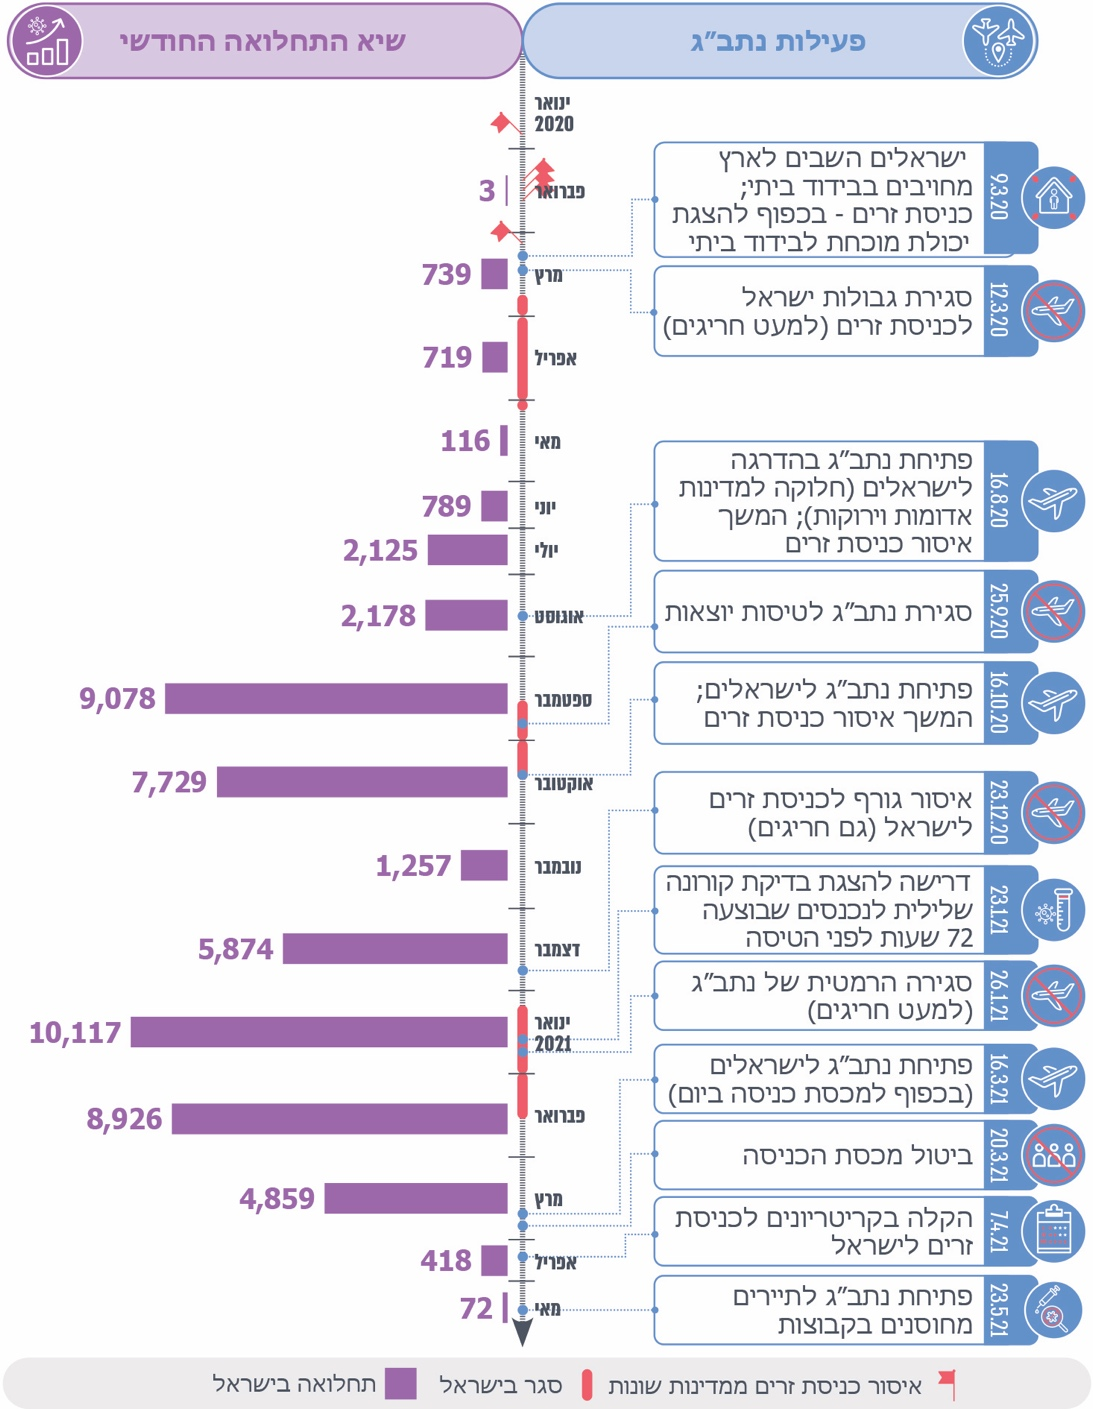 פעילות נתב"ג
שיא התחלואה החודשי
ינואר
2020
9.3.20
ישראלים השבים לארץ
מחויבים בבידוד ביתי;
כניסת זרים - בכפוף להצגת
יכולת מוכחת לבידוד ביתי
פברואר
3
12.3.20
סגירת גבולות ישראל
לכניסת זרים (למעט חריגים)
מרץ
739
אפריל
719
מאי
116
16.8.20
פתיחת נתב"ג בהדרגה
לישראלים (חלוקה למדינות
אדומות וירוקות); המשך
איסור כניסת זרים
יוני
789
יולי
2,125
25.9.20
סגירת נתב"ג לטיסות יוצאות
אוגוסט
2,178
16.10.20
פתיחת נתב"ג לישראלים;
המשך איסור כניסת זרים
ספטמבר
9,078
אוקטובר
7,729
23.12.20
איסור גורף לכניסת זרים
לישראל (גם חריגים)
נובמבר
1,257
23.1.21
דרישה להצגת בדיקת קורונה
שלילית לנכנסים שבוצעה
72 שעות לפני הטיסה
דצמבר
5,874
26.1.21
סגירה הרמטית של נתב"ג
(למעט חריגים)
ינואר
2021
10,117
16.3.21
פתיחת נתב"ג לישראלים
(בכפוף למכסת כניסה ביום)
פברואר
8,926
20.3.21
ביטול מכסת הכניסה
מרץ
4,859
7.4.21
הקלה בקריטריונים לכניסת
זרים לישראל
אפריל
418
23.5.21
פתיחת נתב"ג לתיירים
מחוסנים בקבוצות
מאי
72
איסור כניסת זרים ממדינות שונות
סגר בישראל
תחלואה בישראל